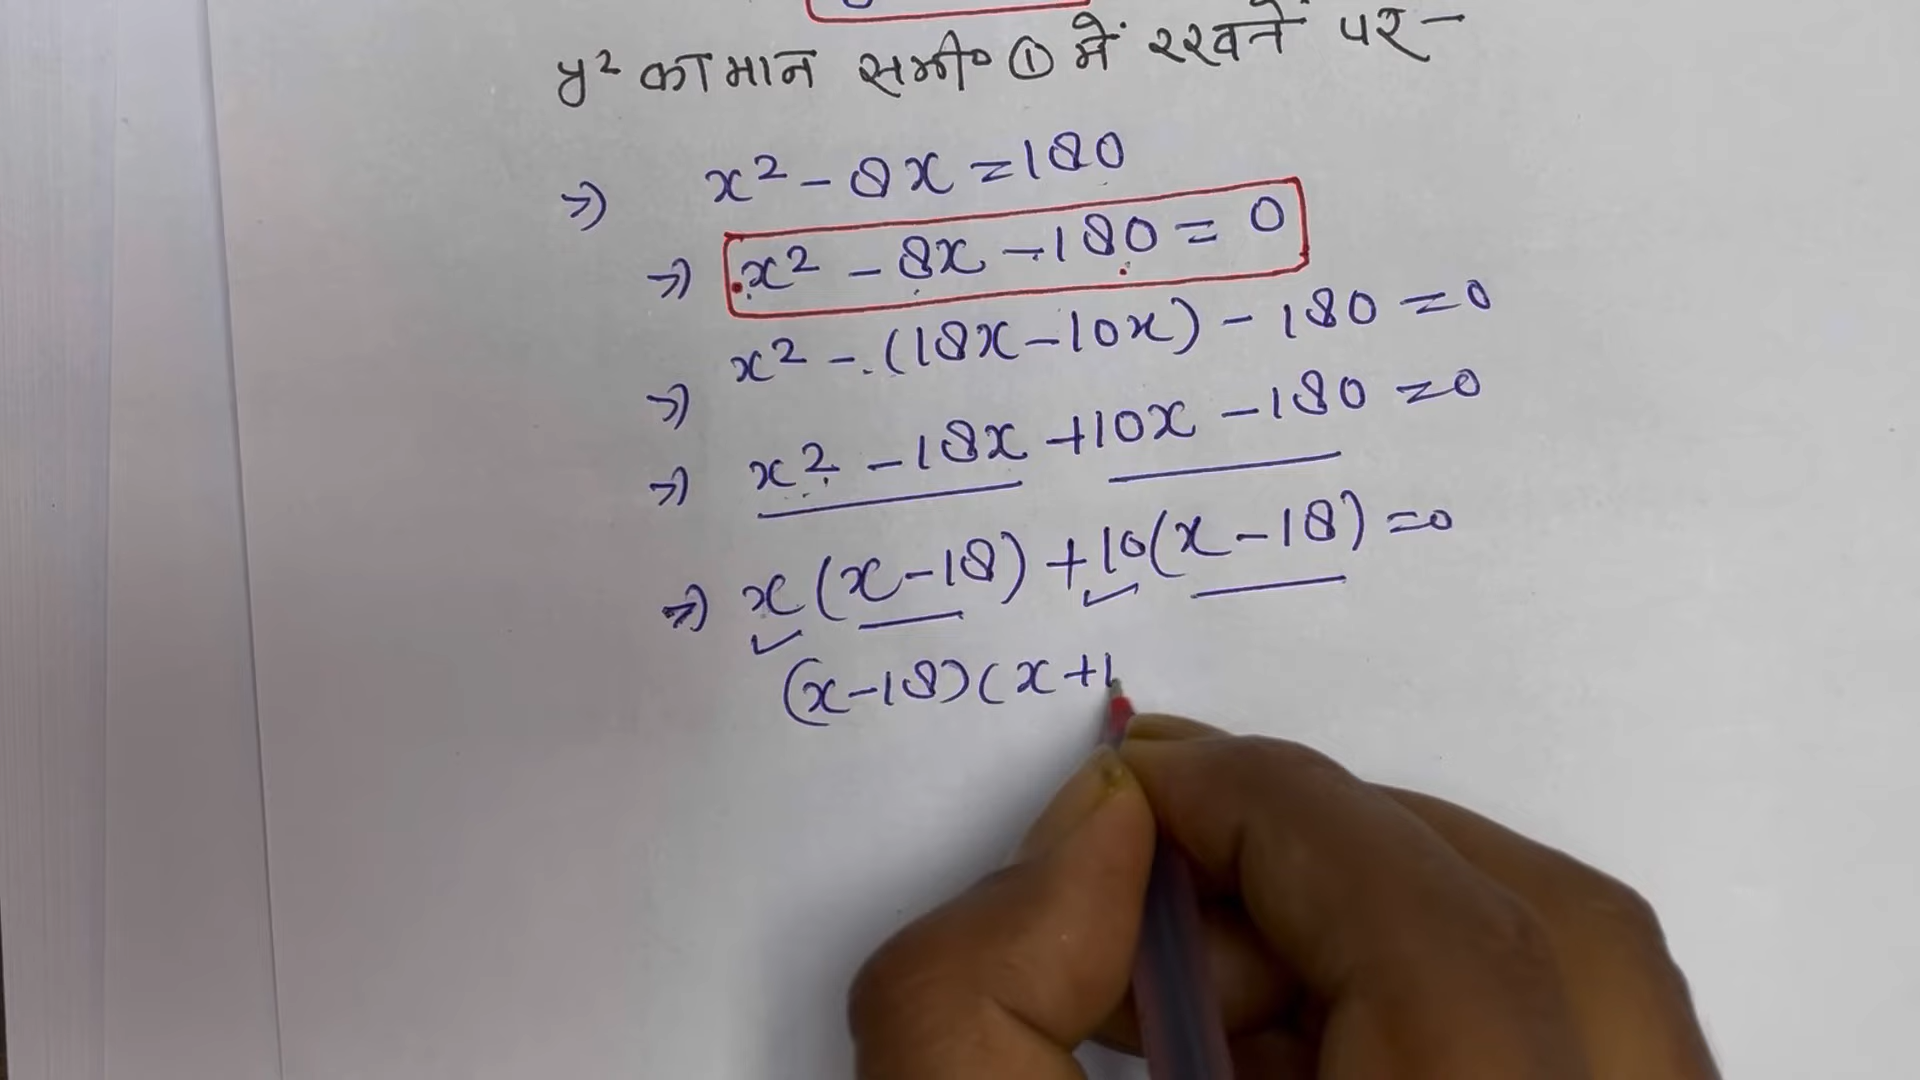 y² का मान समी० ① में रखने पर -
=) x² - 8x = 180
=) x² - 8x - 180 = 0
=) x² - (18x - 10x) - 180 = 0
=) x² - 18x + 10x - 180 = 0
=) x (x - 18) + 10(x - 18) = 0
(x - 18) (x + 1